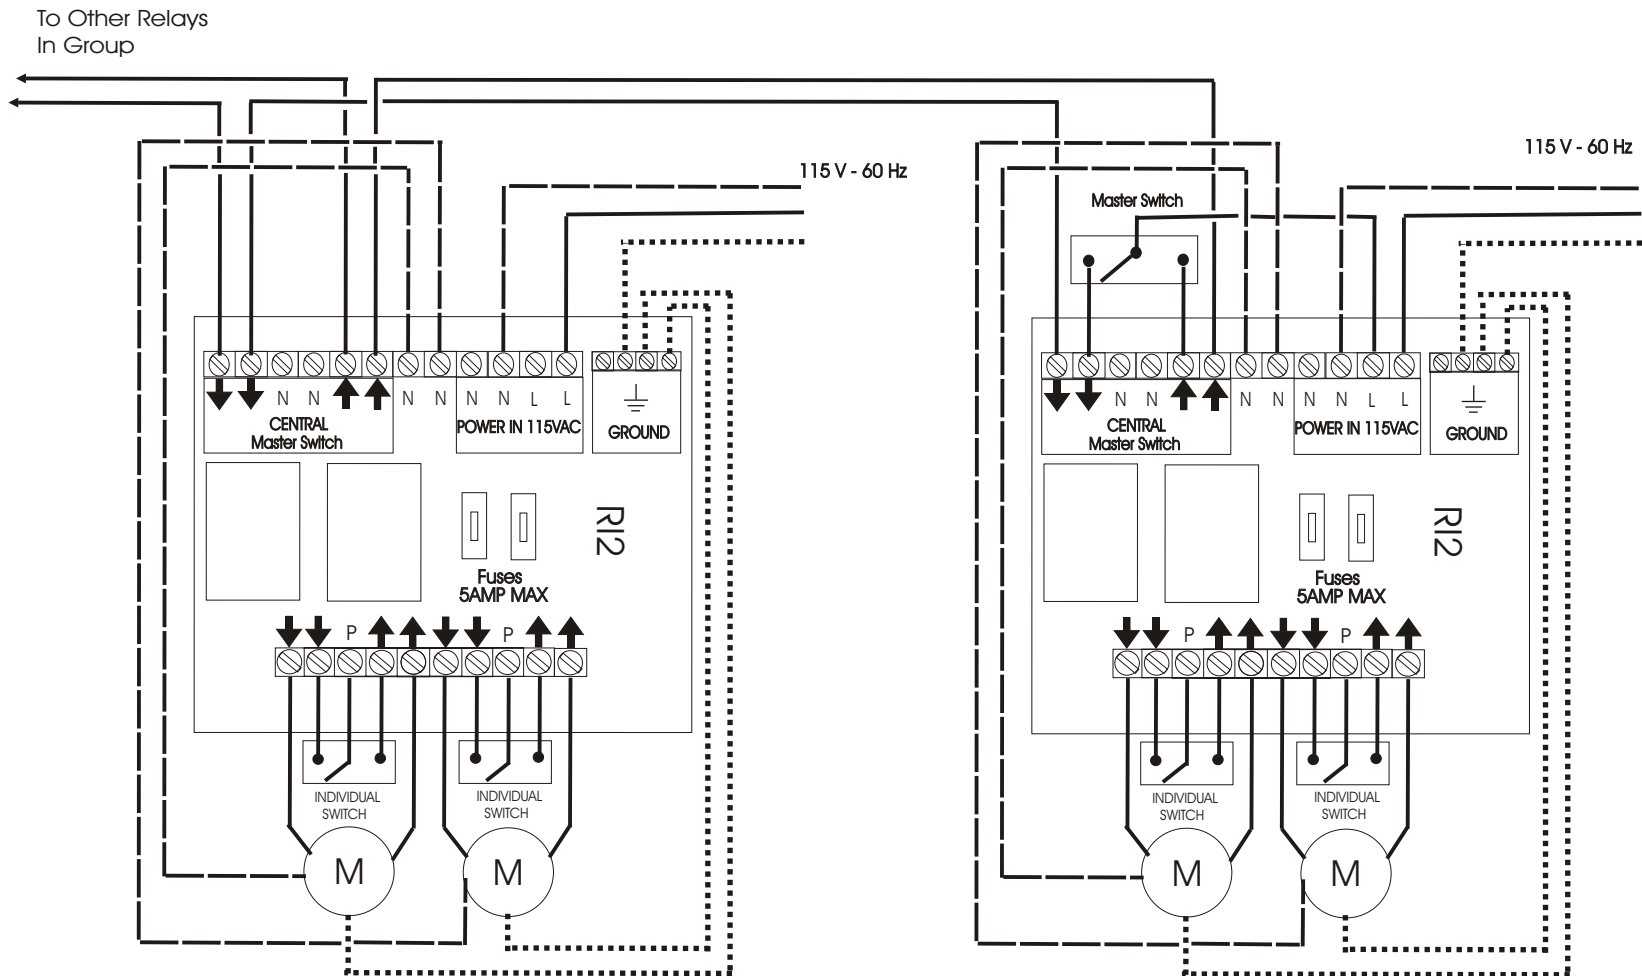 To Other Relays
In Group
115 V - 60 Hz
115 V - 60 Hz
Master Switch
N N N N N N L L
CENTRAL
Master Switch
POWER IN 115VAC
GROUND
RI2
Fuses
5AMP MAX
P P
INDIVIDUAL
SWITCH
INDIVIDUAL
SWITCH
M M
N N N N N N L L
CENTRAL
Master Switch
POWER IN 115VAC
GROUND
RI2
Fuses
5AMP MAX
P P
INDIVIDUAL
SWITCH
INDIVIDUAL
SWITCH
M M